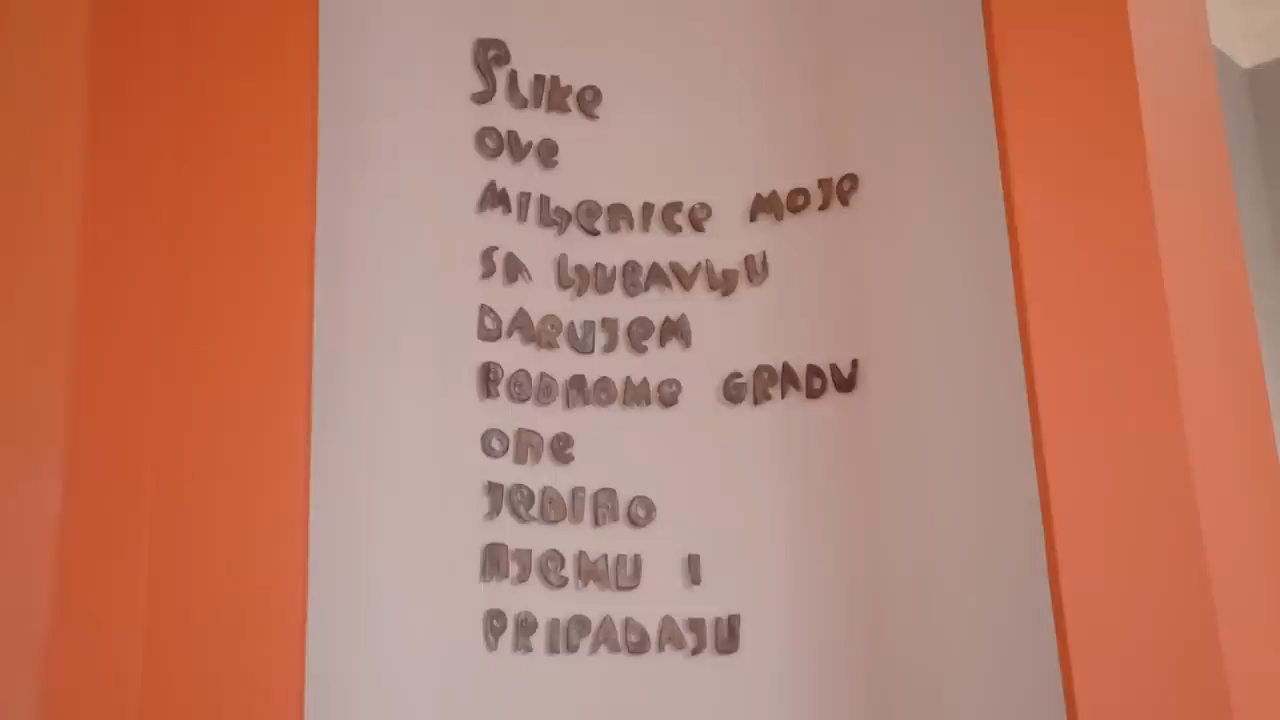 Slike
ove
miljenice moje
sa ljubavlju
darujem
rodnome gradu
one
jedino
njemu i
pripadaju